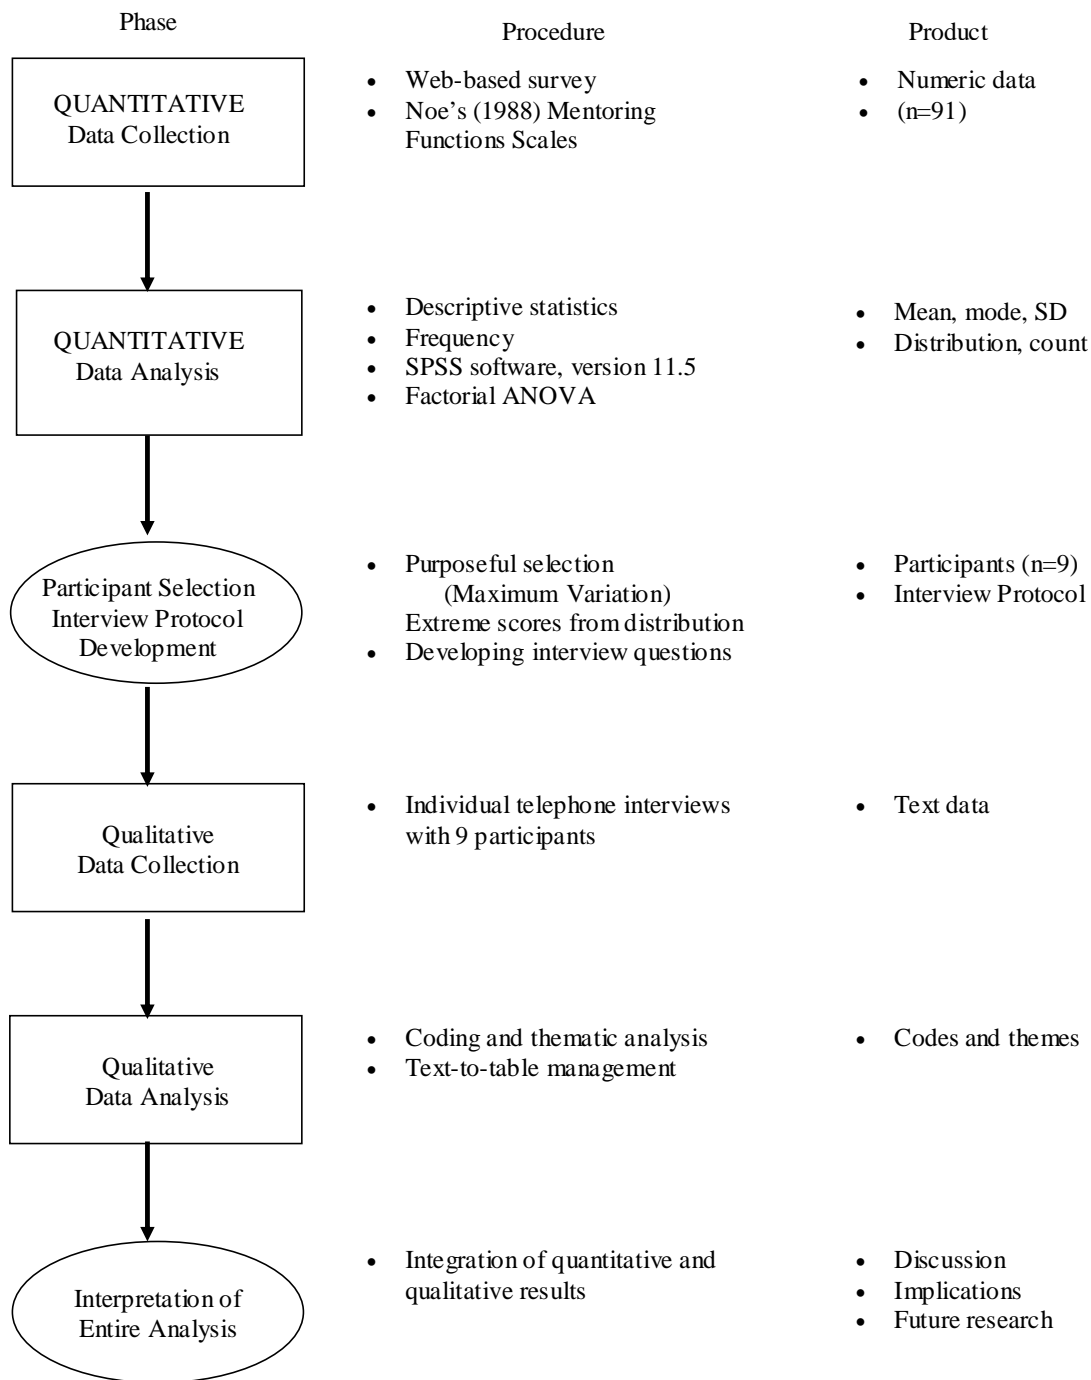 Phase
Procedure
Product
QUANTITATIVE
Data Collection
• Web-based survey
• Noe's (1988) Mentoring
Functions Scales
• Numeric data
• (n=91)
QUANTITATIVE
Data Analysis
• Descriptive statistics
• Frequency
• SPSS software, version 11.5
• Factorial ANOVA
• Mean, mode, SD
• Distribution, count
Participant Selection
Interview Protocol
Development
• Purposeful selection
(Maximum Variation)
Extreme scores from distribution
• Developing interview questions
• Participants (n=9)
• Interview Protocol
Qualitative
Data Collection
• Individual telephone interviews
with 9 participants
• Text data
Qualitative
Data Analysis
• Coding and thematic analysis
• Text-to-table management
• Codes and themes
Interpretation of
Entire Analysis
• Integration of quantitative and
qualitative results
• Discussion
• Implications
• Future research